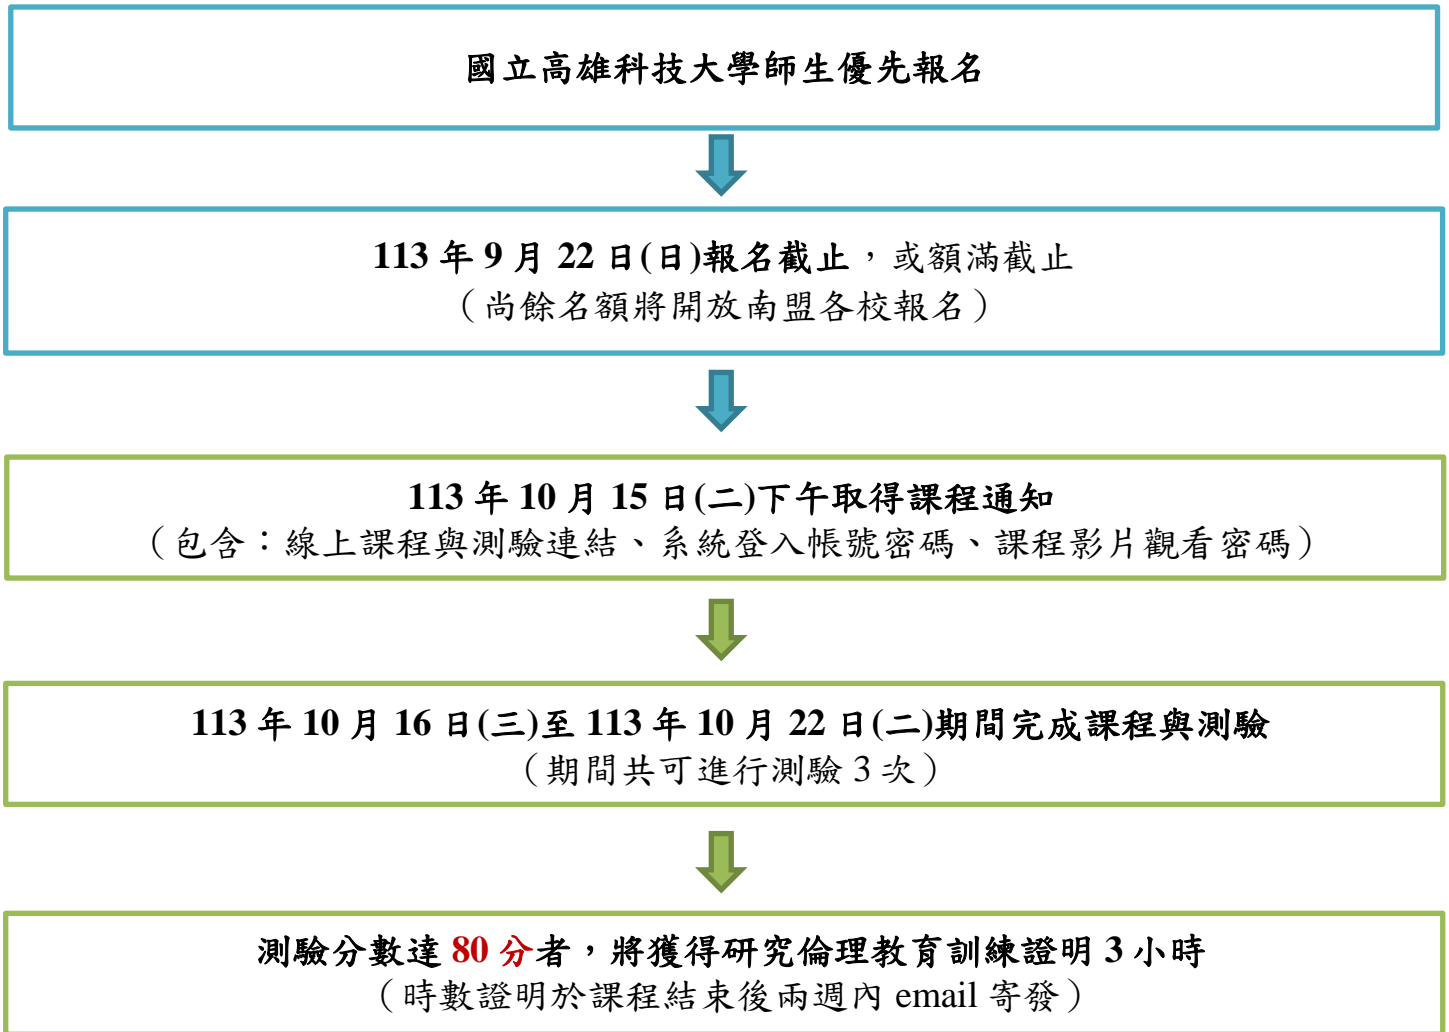 國立高雄科技大學師生優先報名
113 年 9 月 22 日(日)報名截止，或額滿截止
（尚餘名額將開放南盟各校報名）
113 年 10 月 15 日(二)下午取得課程通知
（包含：線上課程與測驗連結、系統登入帳號密碼、課程影片觀看密碼）
113 年 10 月 16 日(三)至 113 年 10 月 22 日(二)期間完成課程與測驗
（期間共可進行測驗 3 次）
測驗分數達 80 分者，將獲得研究倫理教育訓練證明 3 小時
（時數證明於課程結束後兩週內 email 寄發）